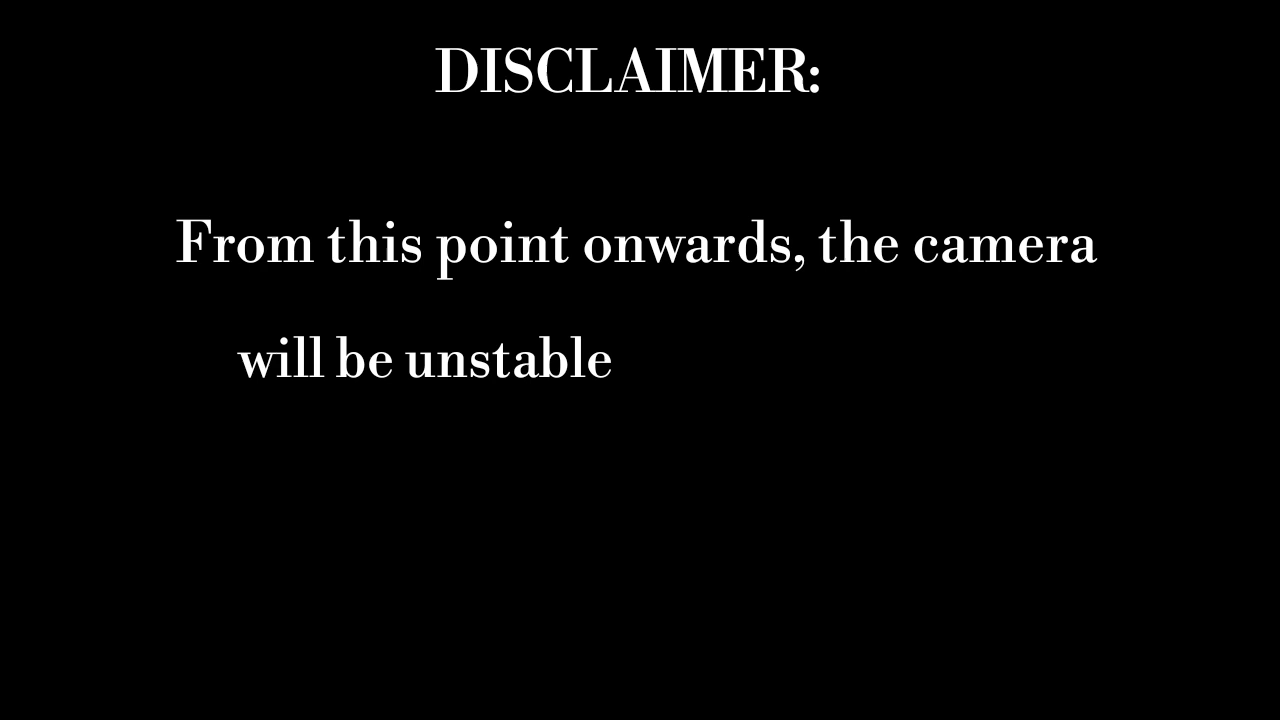 DISCLAIMER:
From this point onwards, the camera
will be unstable